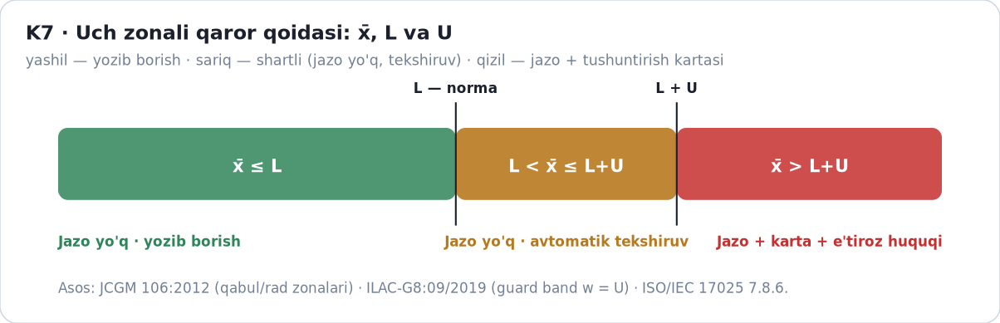 K7 · Uch zonali qaror qoidasi: x̄, L va U
yashil — yozib borish · sariq — shartli (jazo yo'q, tekshiruv) · qizil — jazo + tushuntirish kartasi
L — norma
L + U
x̄ ≤ L
L < x̄ ≤ L+U
x̄ > L+U
Jazo yo'q · yozib borish
Jazo yo'q · avtomatik tekshiruv
Jazo + karta + e'tiroz huquqi
Asos: JCGM 106:2012 (qabul/rad zonalari) · ILAC-G8:09/2019 (guard band w = U) · ISO/IEC 17025 7.8.6.